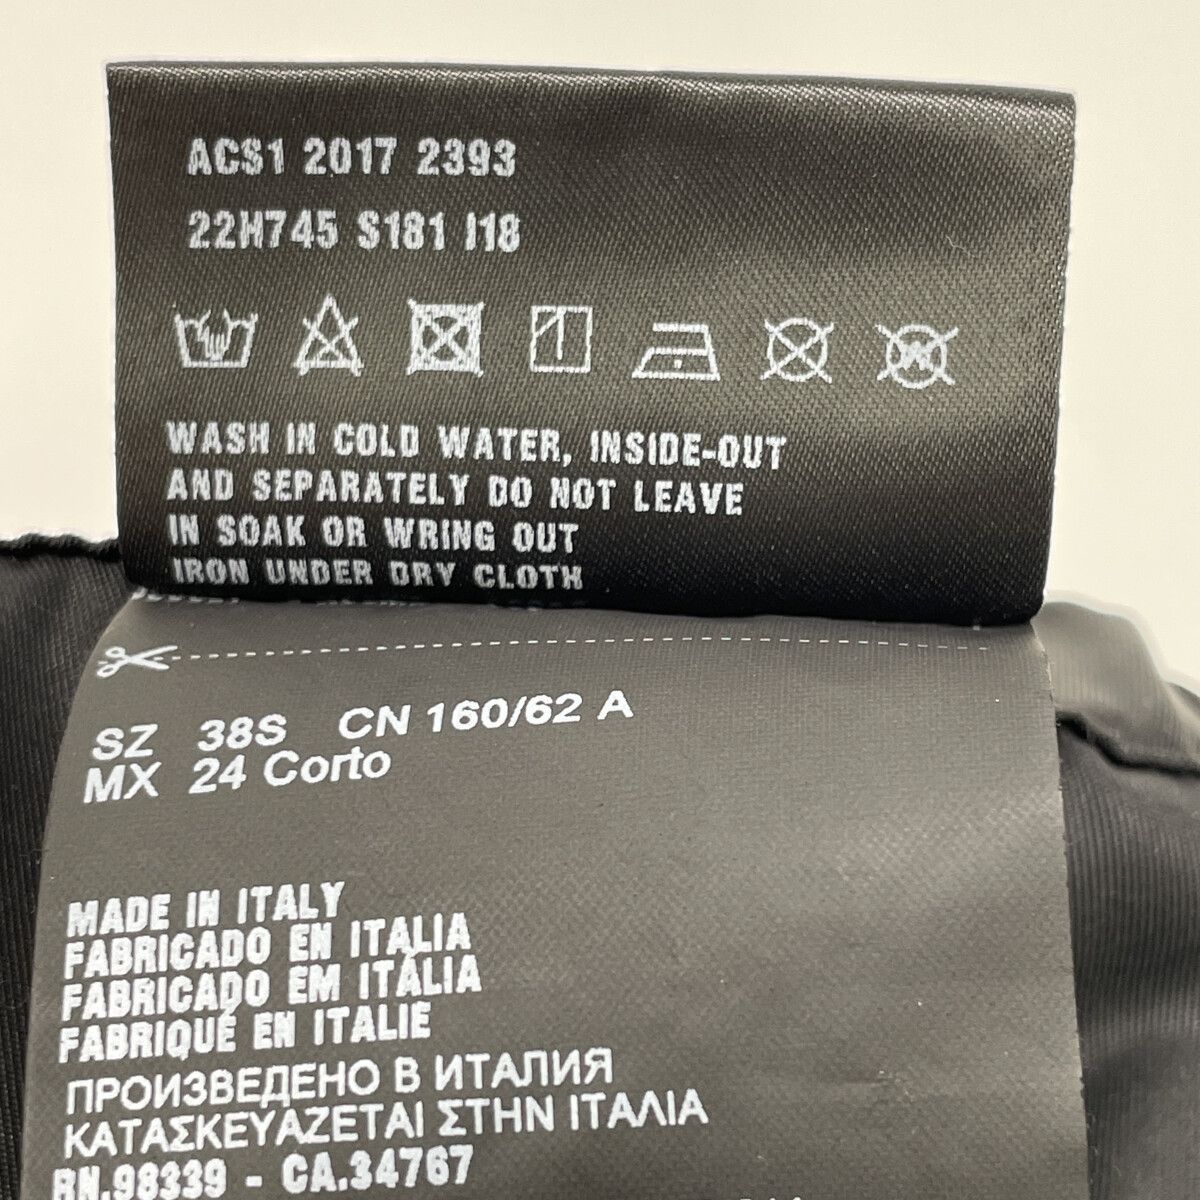 ACS1 2017 2393
22H745 S181 I18
WASH IN COLD WATER, INSIDE-OUT
AND SEPARATELY DO NOT LEAVE
IN SOAK OR WRING OUT
IRON UNDER DRY CLOTH
SZ 38S CN 160/62 A
MX 24 Corto
MADE IN ITALY
FABRICADO EN ITALIA
FABRICADO EM ITÁLIA
FABRIQUÉ EN ITALIE
ПРОИЗВЕДЕНО В ИТАЛИЯ
ΚΑΤΑΣΚΕΥΑΖΕΤΑΙ ΣΤΗΝ ΙΤΑΛΙΑ
RN.98339 - CA.34767